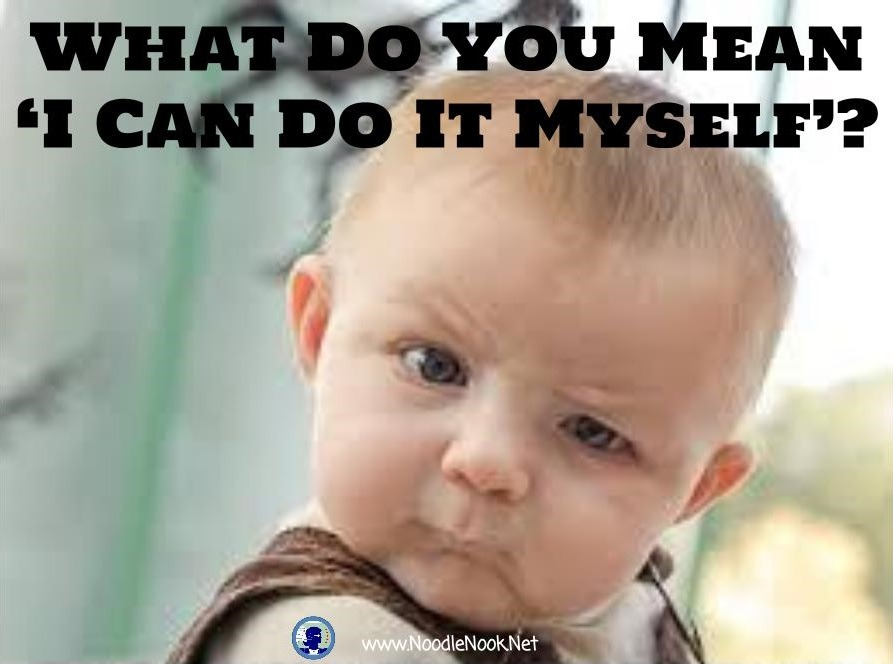 What Do You Mean
‘I Can Do It Myself’?
www.NoodleNook.Net